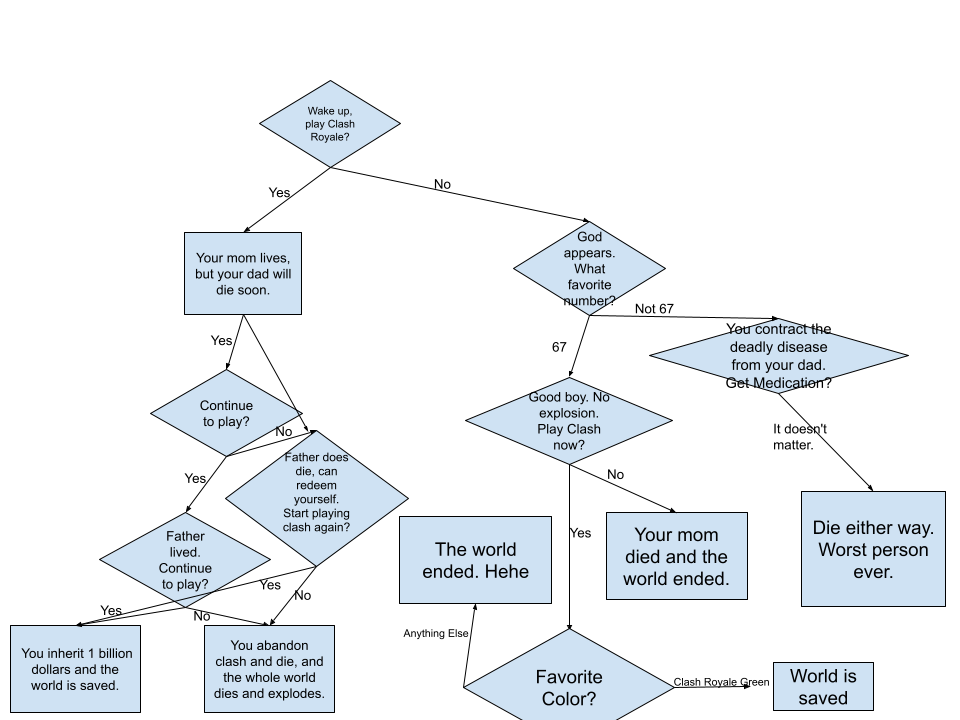 Wake up,
play Clash
Royale?
Yes
No
Your mom lives,
but your dad will
die soon.
God
appears.
What
favorite
number?
Not 67
67
You contract the
deadly disease
from your dad.
Get Medication?
Yes
Continue
to play?
No
Good boy. No
explosion.
Play Clash
now?
It doesn't
matter.
Yes
Father does
die, can
redeem
yourself.
Start playing
clash again?
No
Father
lived.
Continue
to play?
The world
ended. Hehe
Yes
Your mom
died and the
world ended.
Die either way.
Worst person
ever.
Yes
No
Yes
No
You inherit 1 billion
dollars and the
world is saved.
You abandon
clash and die, and
the whole world
dies and explodes.
Anything Else
Favorite
Color?
Clash Royale Green
World is
saved